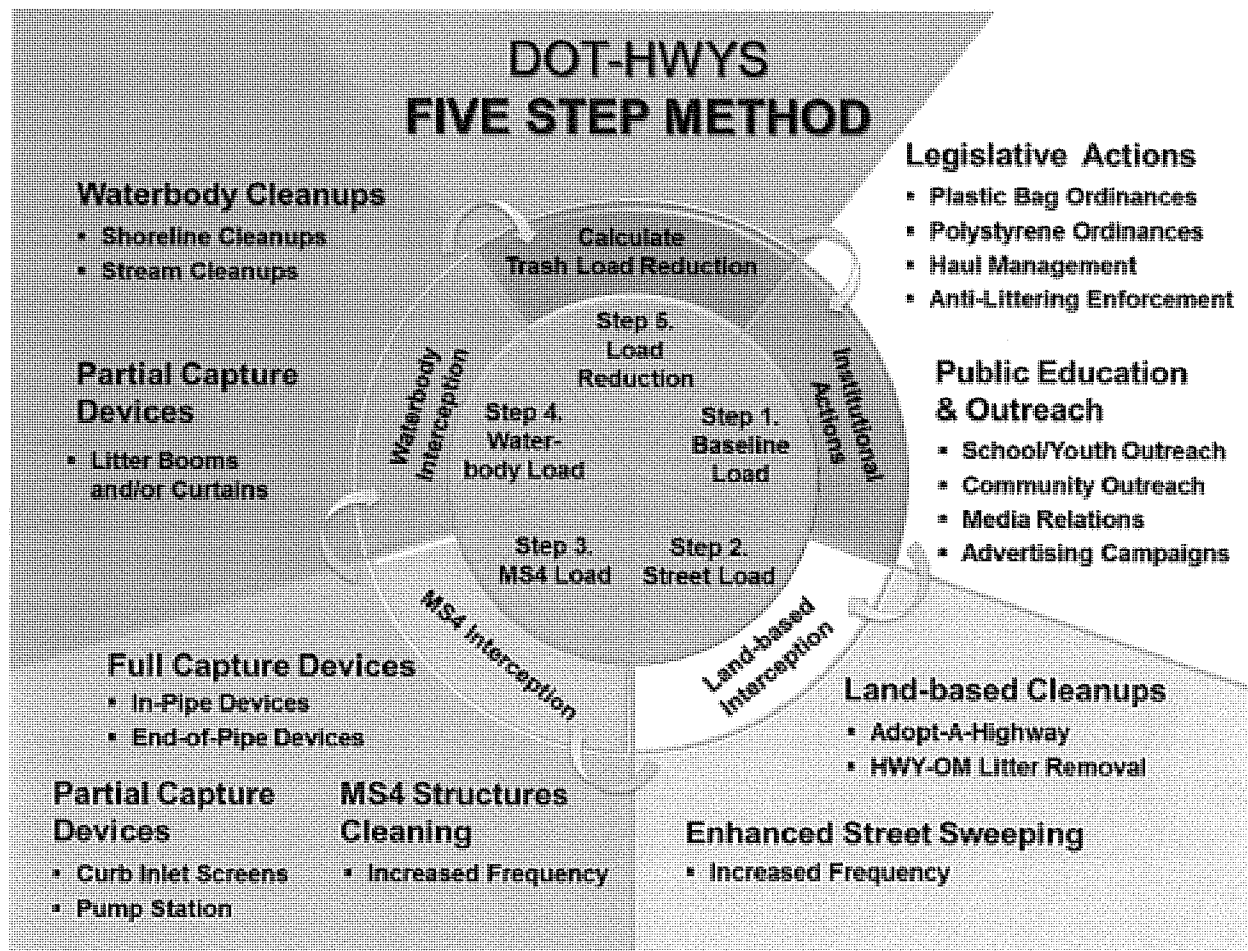 DOT-HWYS
FIVE STEP METHOD
Waterbody Cleanups
▪ Shoreline Cleanups
▪ Stream Cleanups
Partial Capture
Devices
▪ Litter Booms
and/or Curtains
Legislative Actions
▪ Plastic Bag Ordinances
▪ Polystyrene Ordinances
▪ Haul Management
▪ Anti-Littering Enforcement
Public Education
& Outreach
▪ School/Youth Outreach
▪ Community Outreach
▪ Media Relations
▪ Advertising Campaigns
Calculate
Trash Load Reduction
Institutional
Actions
Land-based
Interception
MS4 Interception
Waterbody
Interception
Step 5.
Load
Reduction
Step 1.
Baseline
Load
Step 2.
Street Load
Step 3.
MS4 Load
Step 4.
Water-
body Load
Full Capture Devices
▪ In-Pipe Devices
▪ End-of-Pipe Devices
Partial Capture
Devices
▪ Curb Inlet Screens
▪ Pump Station
MS4 Structures
Cleaning
▪ Increased Frequency
Land-based Cleanups
▪ Adopt-A-Highway
▪ HWY-OM Litter Removal
Enhanced Street Sweeping
▪ Increased Frequency